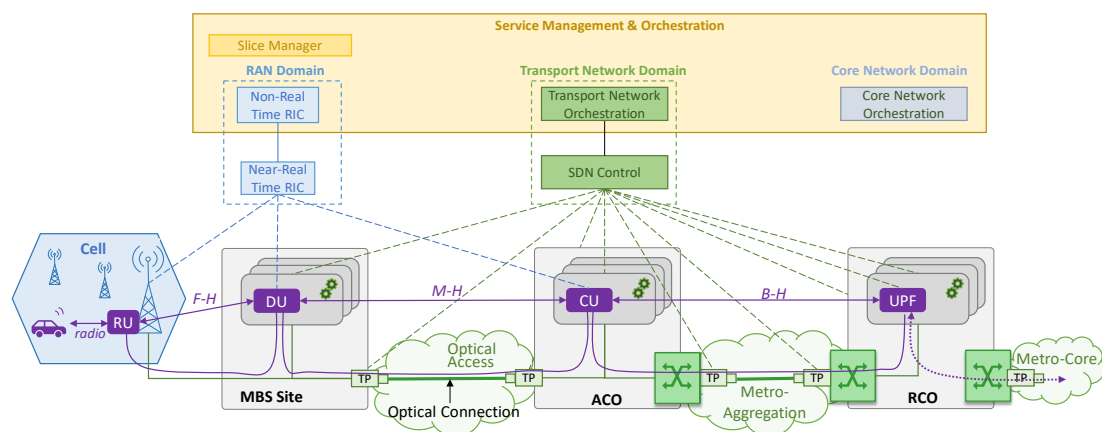 Service Management & Orchestration
Slice Manager
RAN Domain
Transport Network Domain
Core Network Domain
Non-Real
Time RIC
Transport Network
Orchestration
Core Network
Orchestration
Near-Real
Time RIC
SDN Control
Cell
F-H
M-H
B-H
DU
CU
UPF
RU
radio
Optical
Access
Metro-Core
TP
TP
TP
TP
TP
Optical Connection
Metro-
Aggregation
MBS Site
ACO
RCO